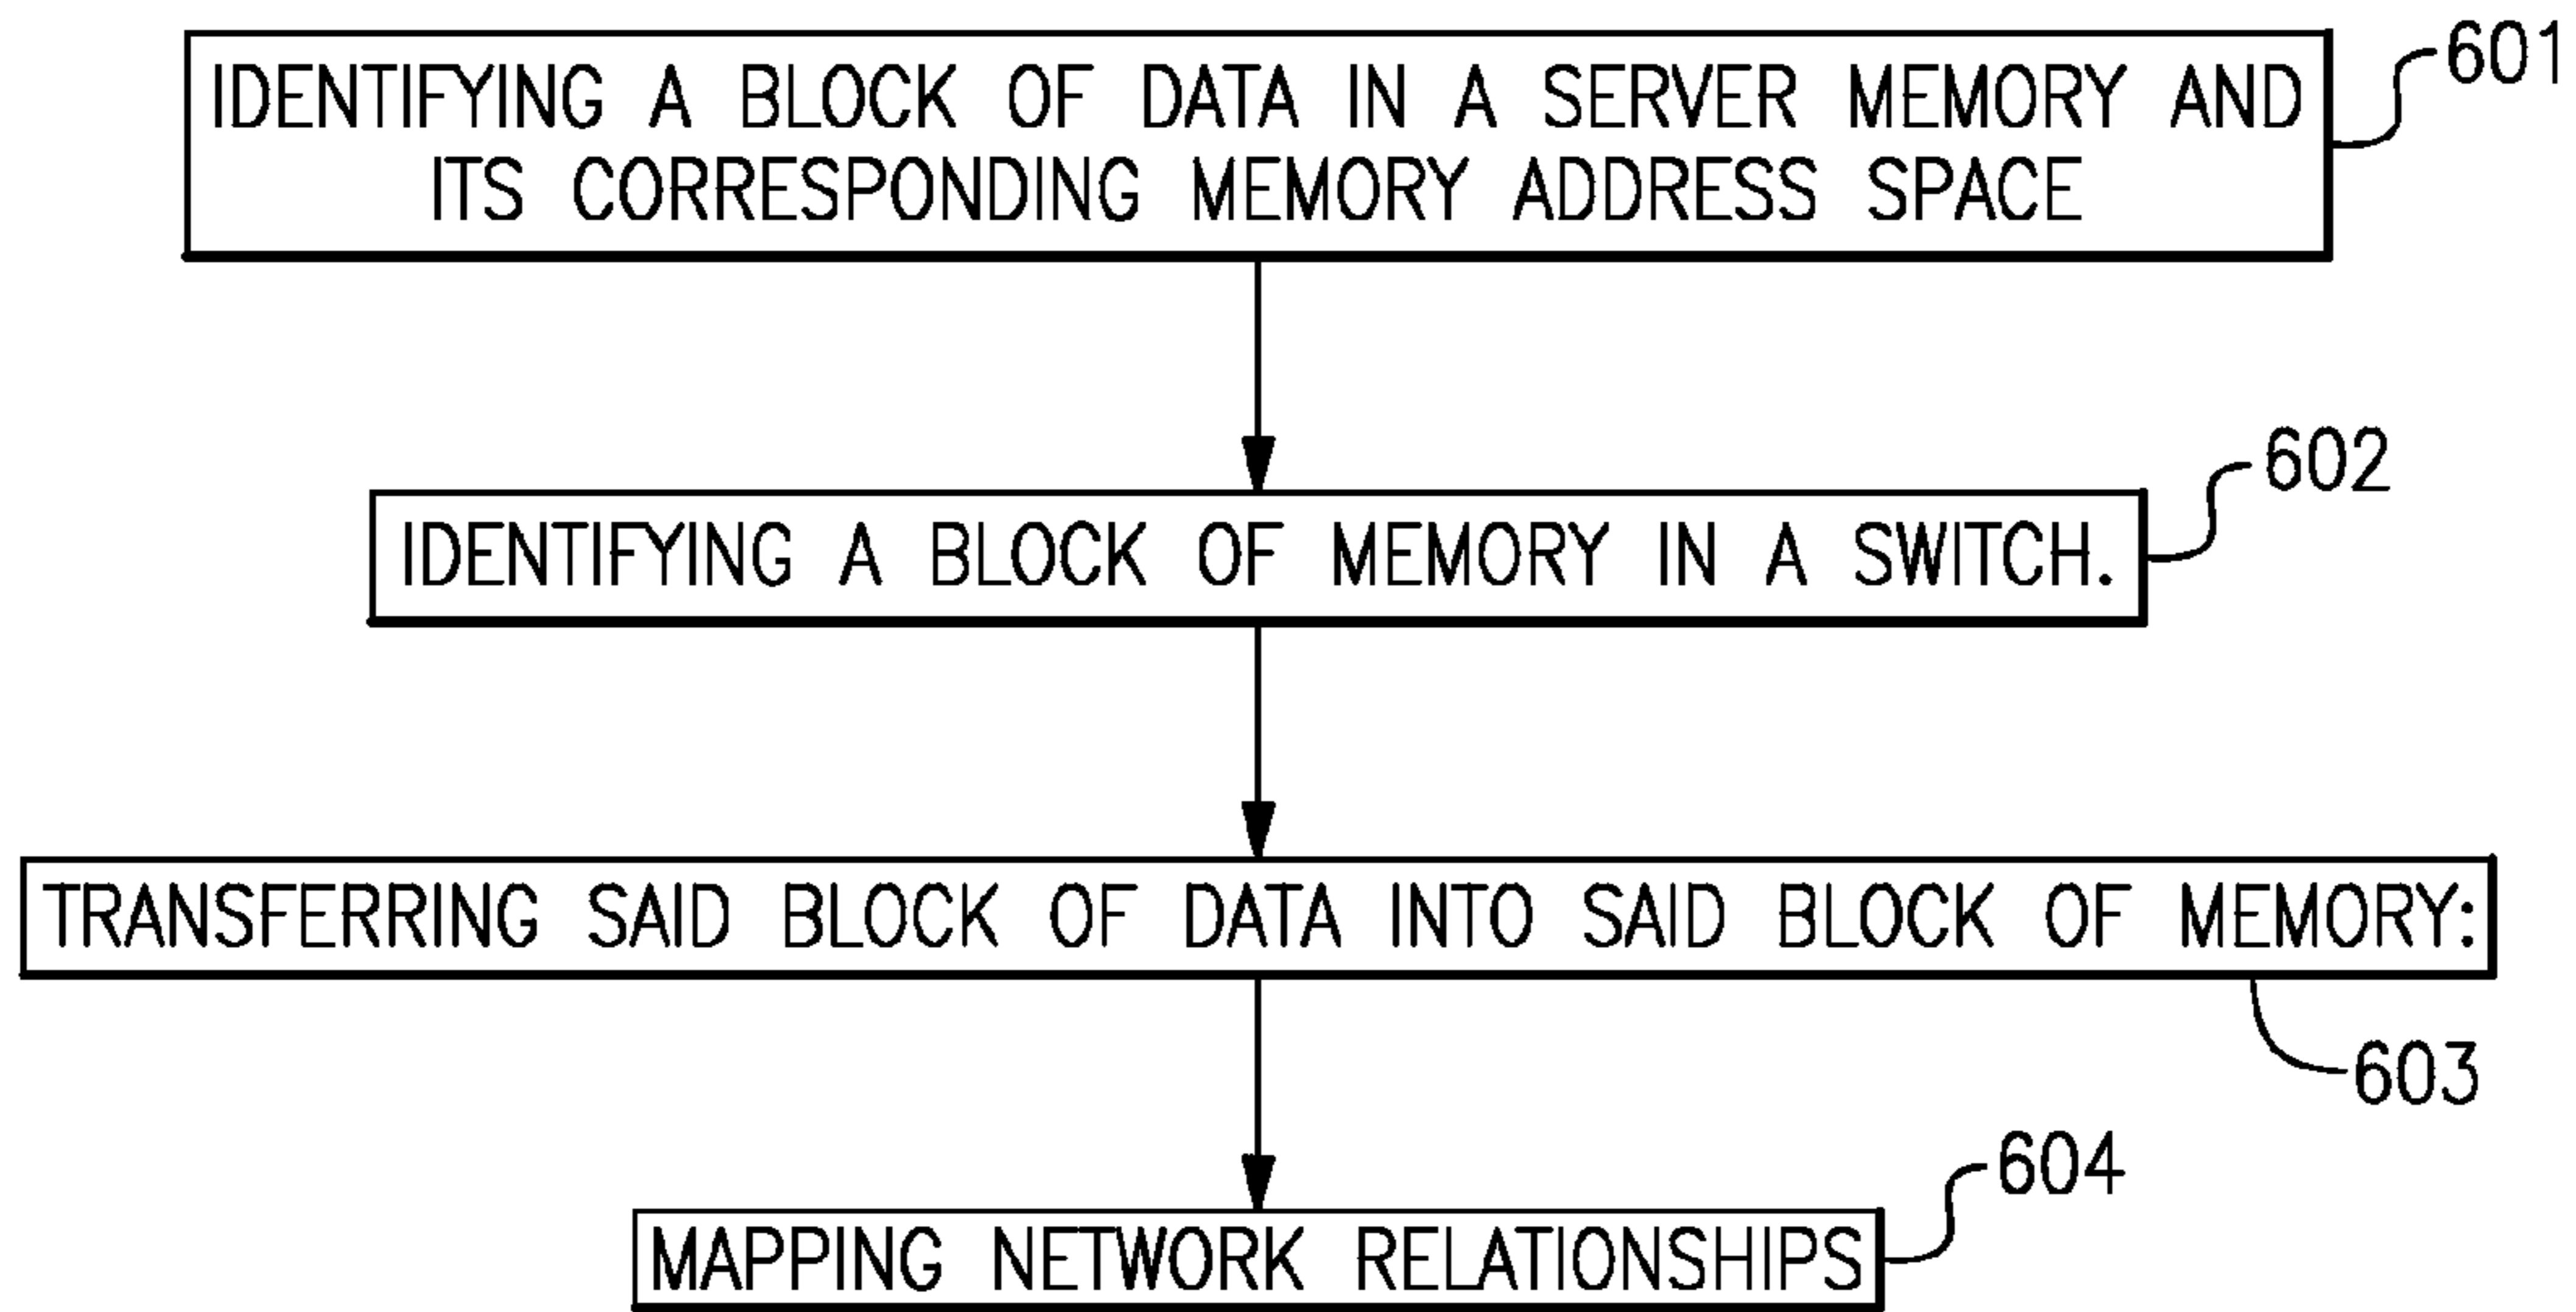 IDENTIFYING A BLOCK OF DATA IN A SERVER MEMORY AND
ITS CORRESPONDING MEMORY ADDRESS SPACE
601
IDENTIFYING A BLOCK OF MEMORY IN A SWITCH.
602
TRANSFERRING SAID BLOCK OF DATA INTO SAID BLOCK OF MEMORY:
603
MAPPING NETWORK RELATIONSHIPS
604